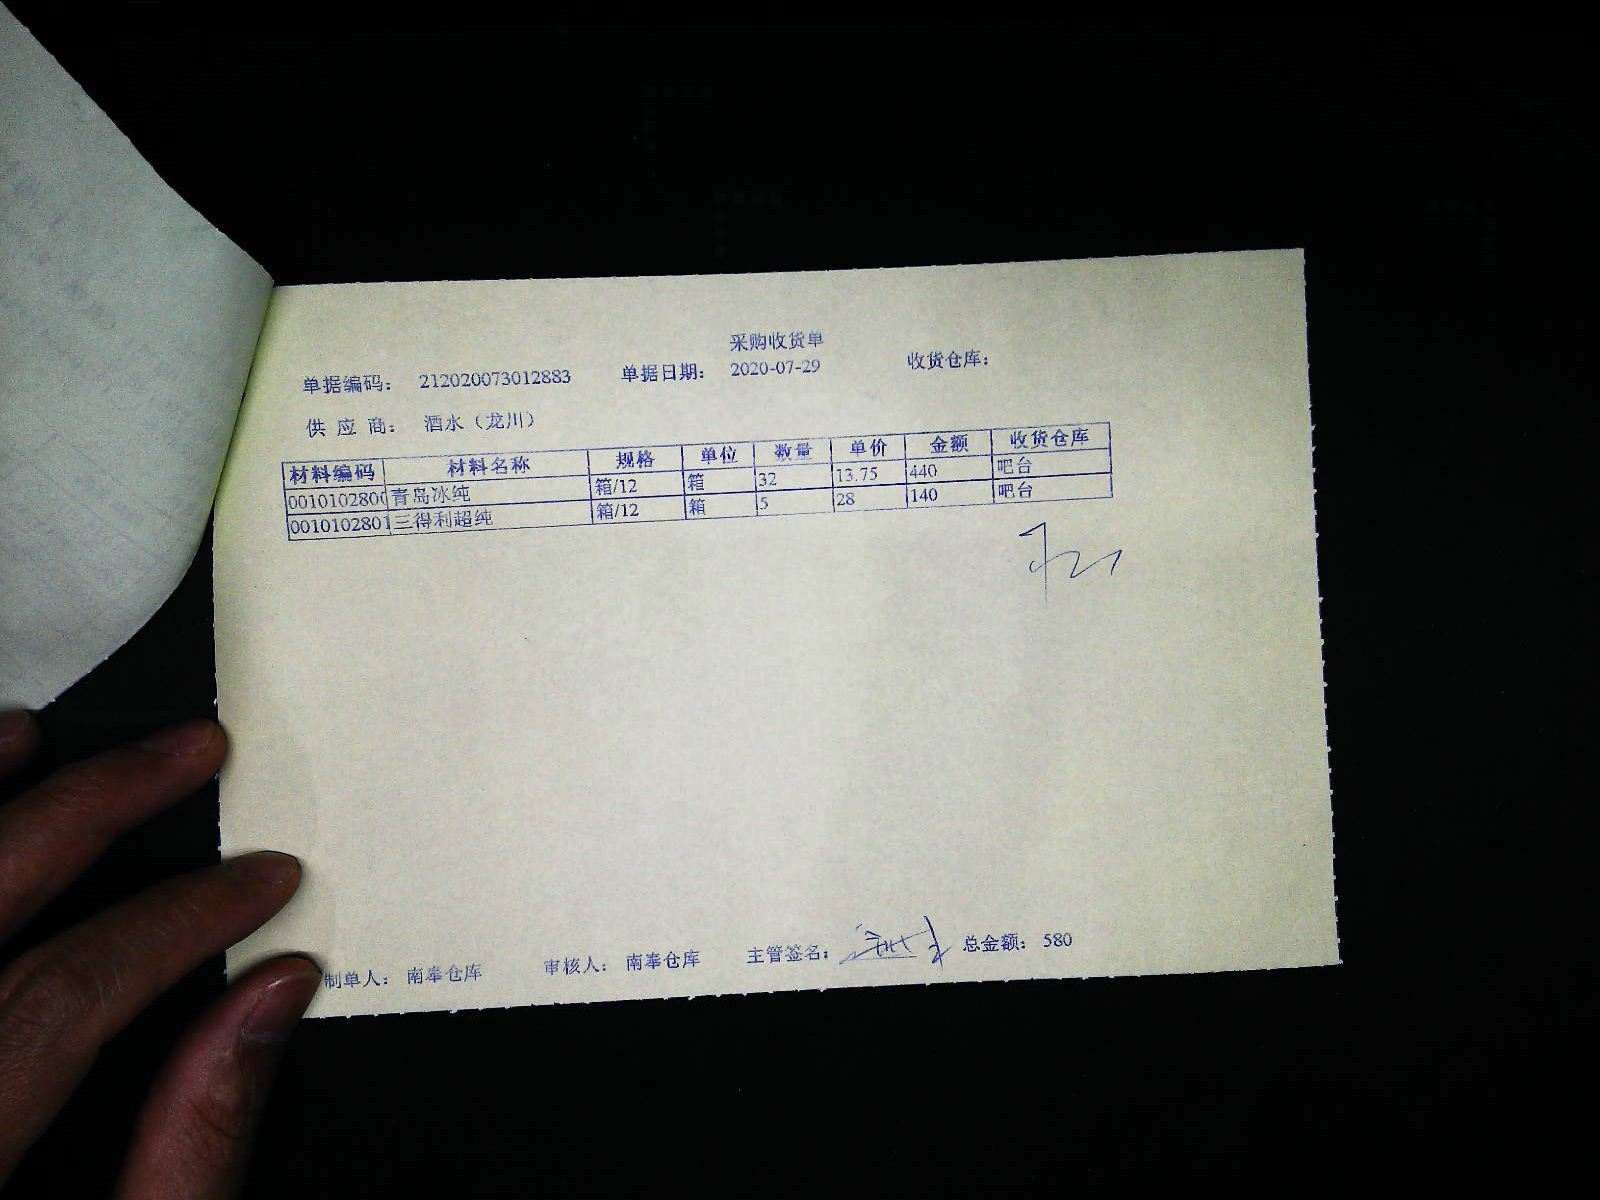 采购收货单
单据编码： 212020073012883 单据日期： 2020-07-29 收货仓库：
供 应 商： 酒水（龙川）
材料编码 材料名称 规格 单位 数量 单价 金额 收货仓库
0010102800 青岛冰纯 箱/12 箱 32 13.75 440 吧台
0010102801 三得利超纯 箱/12 箱 5 28 140 吧台
制单人： 南奉仓库 审核人： 南奉仓库 主管签名： 总金额： 580